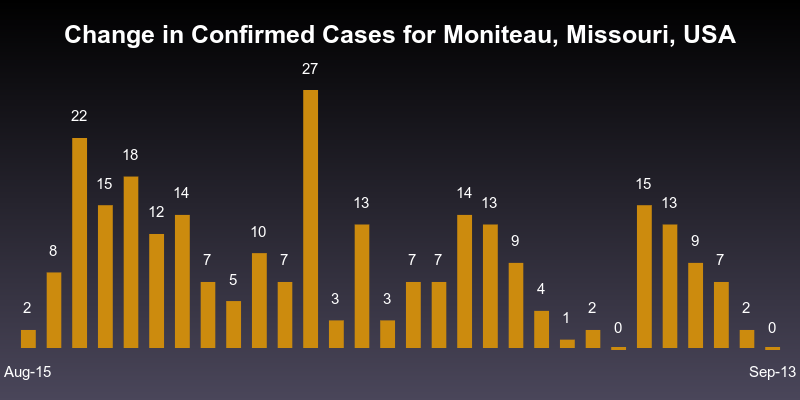 Change in Confirmed Cases for Moniteau, Missouri, USA
2 8 22 15 18 12 14 7 5 10 7 27 3 13 3 7 7 14 13 9 4 1 2 0 15 13 9 7 2 0
Aug-15 Sep-13